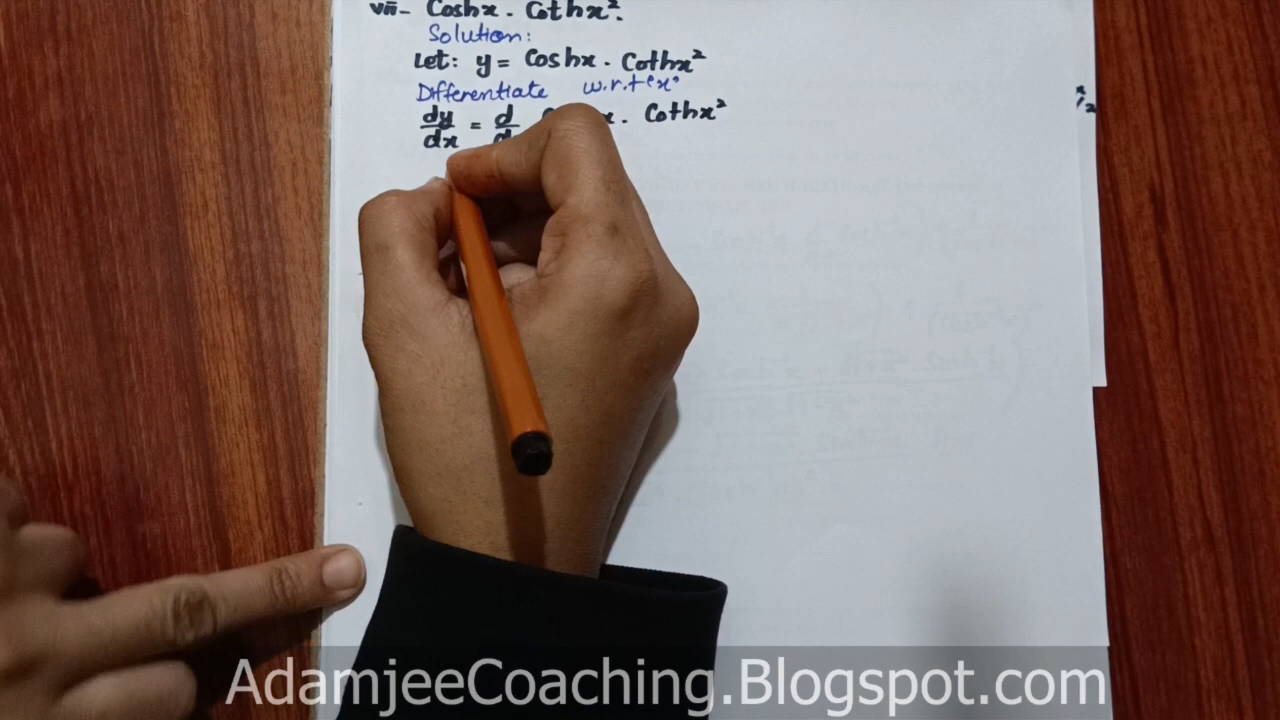 vii- Coshx . Cothx².
Solution:
Let: y = Coshx . Cothx²
Differentiate w.r.t "x"
dy/dx = d x . Cothx²
AdamjeeCoaching.Blogspot.com